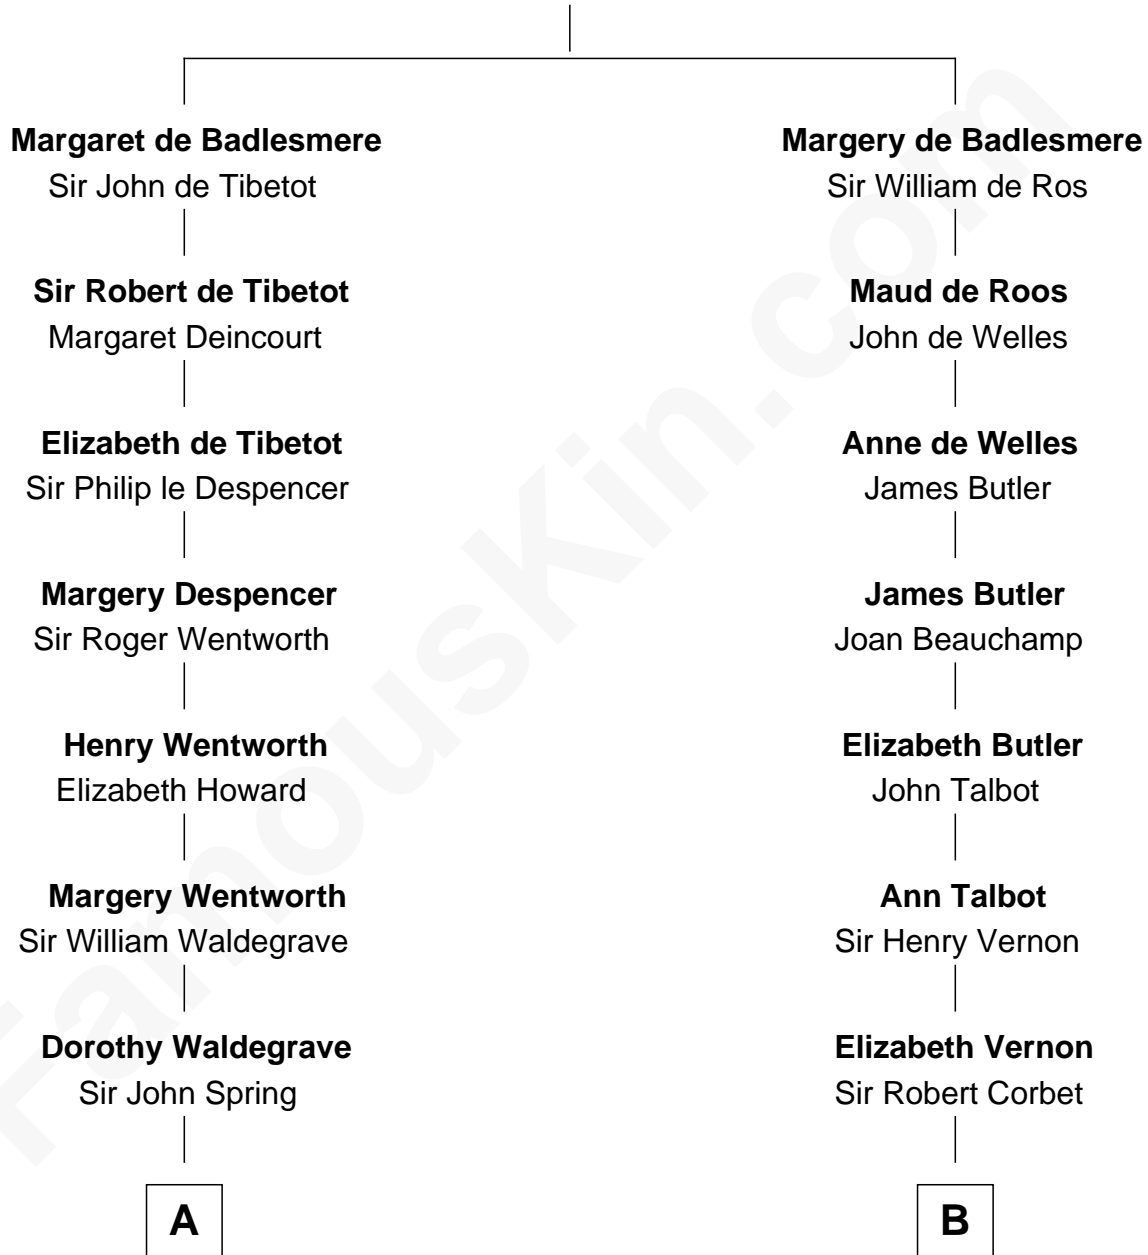 Margaret de Badlesmere
Sir John de Tibetot
Margery de Badlesmere
Sir William de Ros
Sir Robert de Tibetot
Margaret Deincourt
Maud de Roos
John de Welles
Elizabeth de Tibetot
Sir Philip le Despencer
Anne de Welles
James Butler
Margery Despencer
Sir Roger Wentworth
James Butler
Joan Beauchamp
Henry Wentworth
Elizabeth Howard
Elizabeth Butler
John Talbot
Margery Wentworth
Sir William Waldegrave
Ann Talbot
Sir Henry Vernon
Dorothy Waldegrave
Sir John Spring
Elizabeth Vernon
Sir Robert Corbet
A
B
FamousKin.com